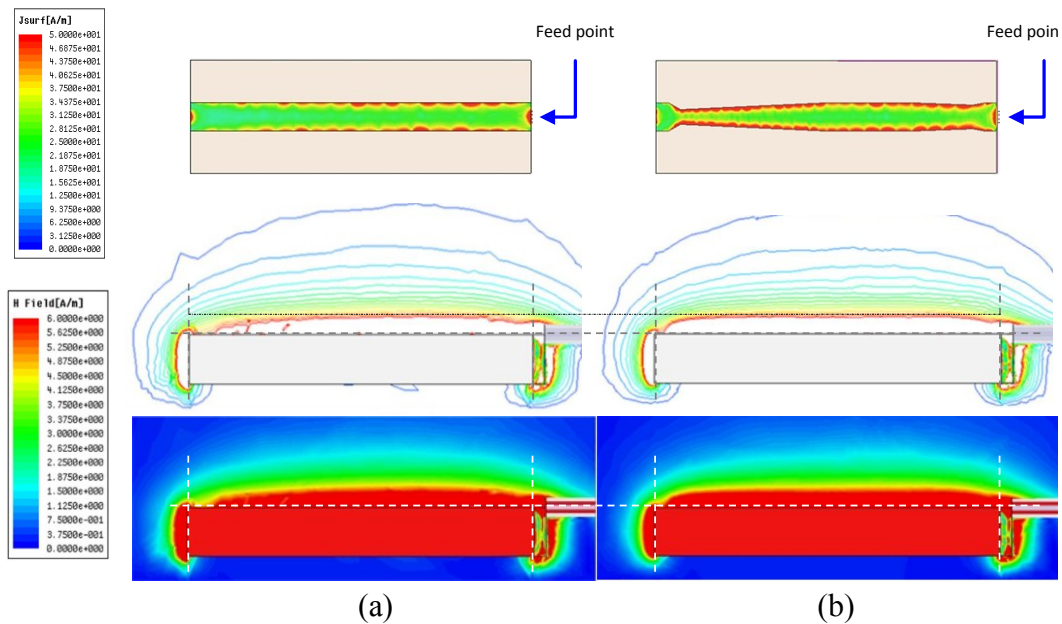 Jsurf[A/m]
5.0000e+001
4.6875e+001
4.3750e+001
4.0625e+001
3.7500e+001
3.4375e+001
3.1250e+001
2.8125e+001
2.5000e+001
2.1875e+001
1.8750e+001
1.5625e+001
1.2500e+001
9.3750e+000
6.2500e+000
3.1250e+000
0.0000e+000
Feed point
Feed poin
H Field[A/m]
6.0000e+000
5.6250e+000
5.2500e+000
4.8750e+000
4.5000e+000
4.1250e+000
3.7500e+000
3.3750e+000
3.0000e+000
2.6250e+000
2.2500e+000
1.8750e+000
1.5000e+000
1.1250e+000
7.5000e-001
3.7500e-001
0.0000e+000
(a)
(b)